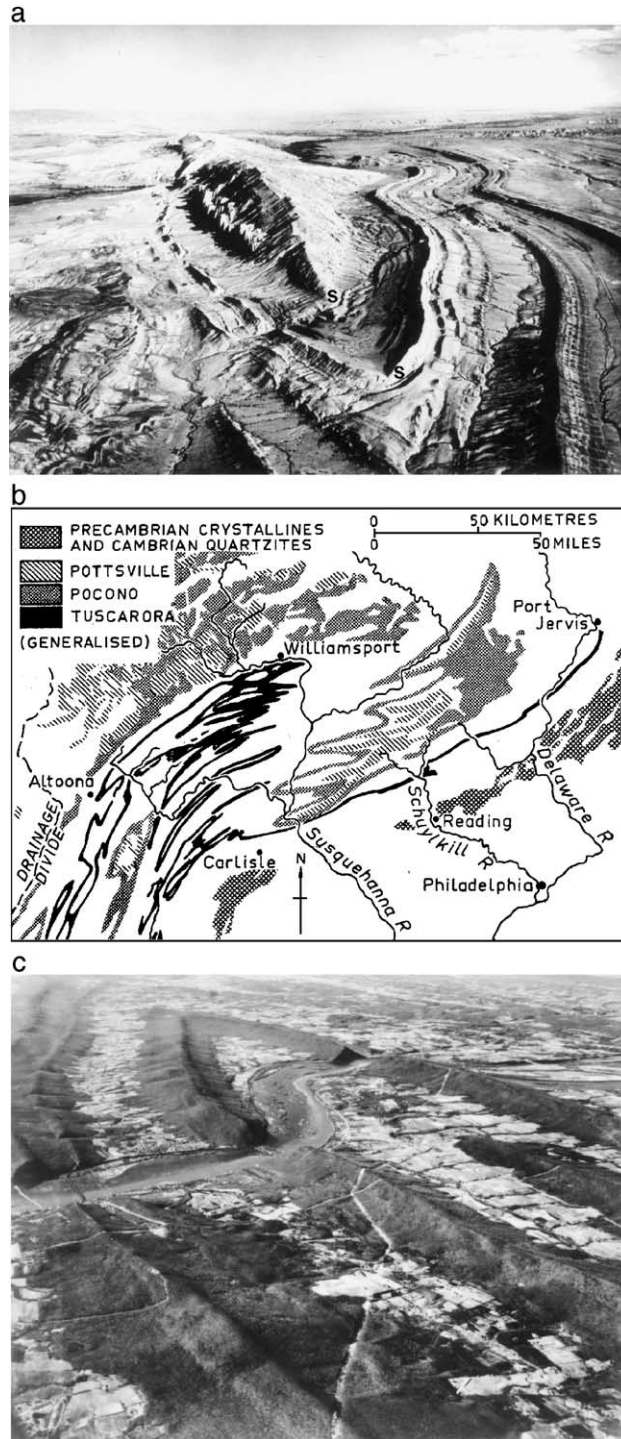 a
S
S
b
PRECAMBRIAN CRYSTALLINES
AND CAMBRIAN QUARTZITES
POTTSVILLE
POCONO
TUSCARORA
(GENERALISED)
0 50 KILOMETRES
0 50 MILES
Port
Jervis
Williamsport
Altoona
DRAINAGE
DIVIDE
Carlisle
N
Susquehanna R
Schuylkill R
Reading
Delaware R
Philadelphia
c